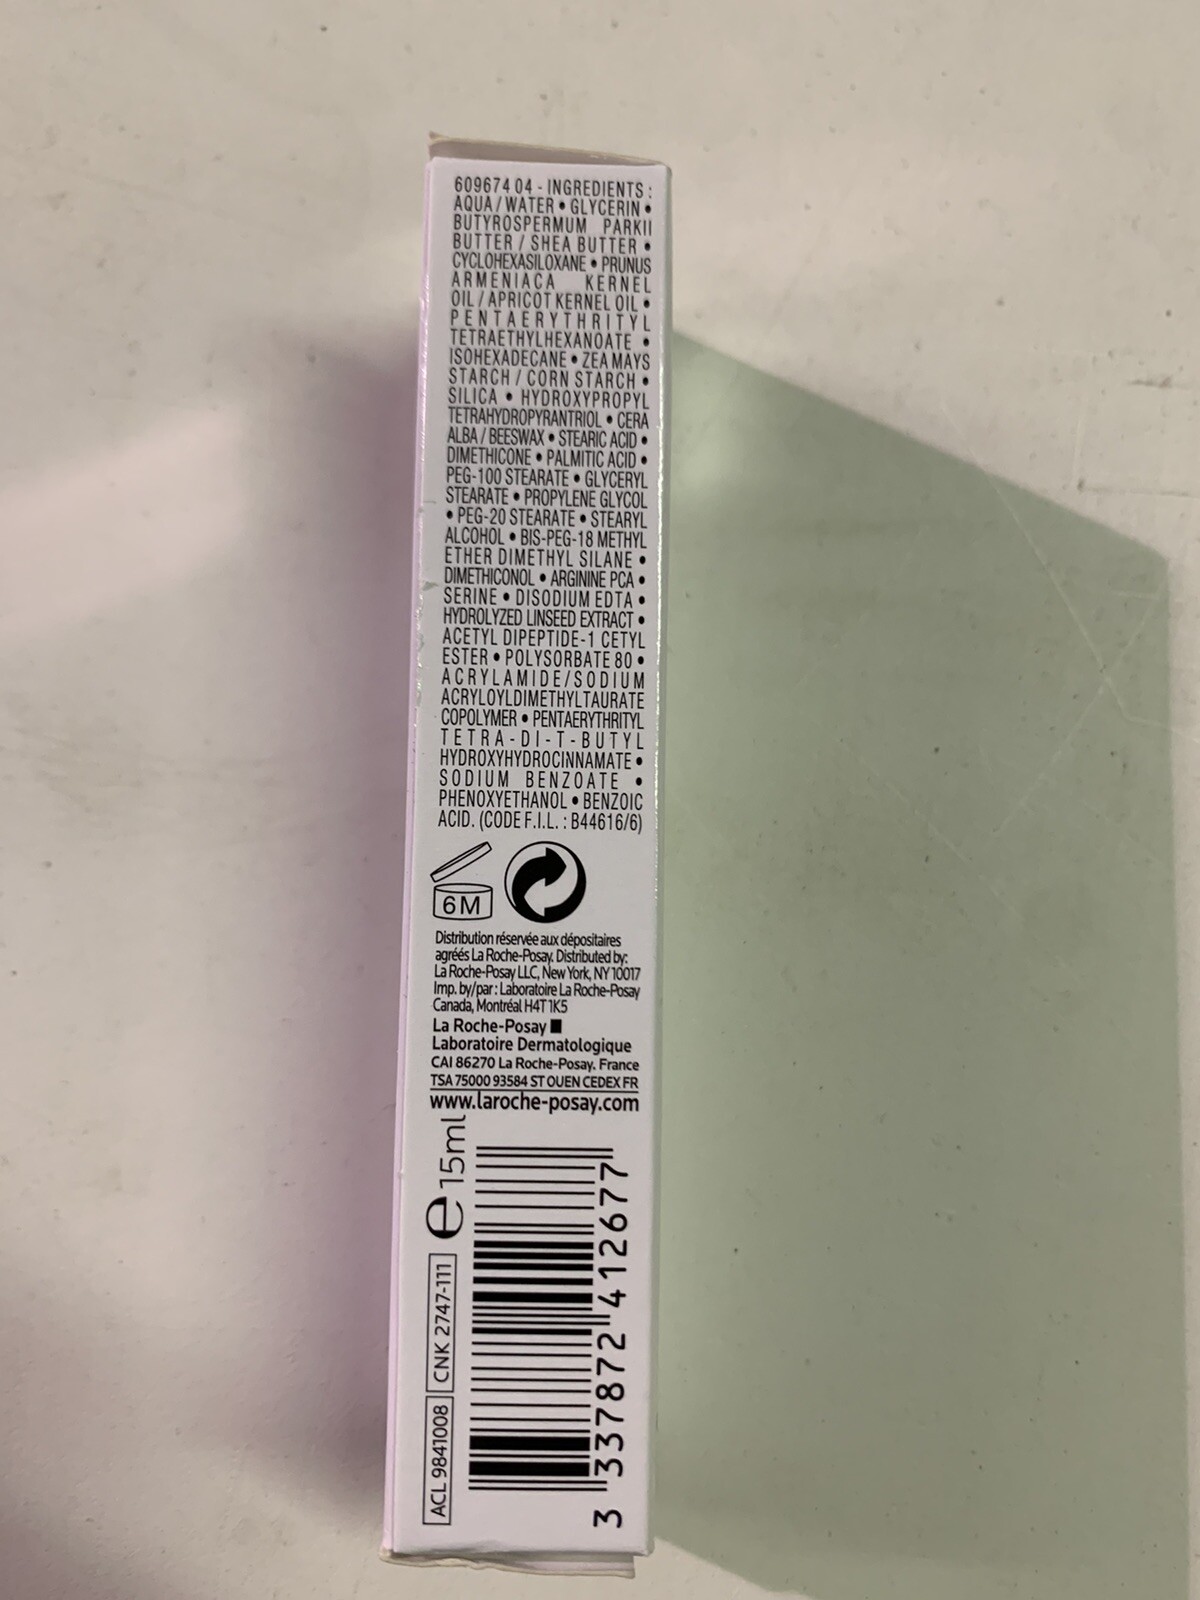 609674 04 - INGREDIENTS :
AQUA / WATER • GLYCERIN •
BUTYROSPERMUM PARKII
BUTTER / SHEA BUTTER •
CYCLOHEXASILOXANE • PRUNUS
ARMENIACA KERNEL
OIL / APRICOT KERNEL OIL •
PENTAERYTHRITYL
TETRAETHYLHEXANOATE •
ISOHEXADECANE • ZEA MAYS
STARCH / CORN STARCH •
SILICA • HYDROXYPROPYL
TETRAHYDROPYRANTRIOL • CERA
ALBA / BEESWAX • STEARIC ACID •
DIMETHICONE • PALMITIC ACID •
PEG-100 STEARATE • GLYCERYL
STEARATE • PROPYLENE GLYCOL
• PEG-20 STEARATE • STEARYL
ALCOHOL • BIS-PEG-18 METHYL
ETHER DIMETHYL SILANE •
DIMETHICONOL • ARGININE PCA •
SERINE • DISODIUM EDTA •
HYDROLYZED LINSEED EXTRACT •
ACETYL DIPEPTIDE-1 CETYL
ESTER • POLYSORBATE 80 •
ACRYLAMIDE/SODIUM
ACRYLOYLDIMETHYLTAURATE
COPOLYMER • PENTAERYTHRITYL
TETRA-DI-T-BUTYL
HYDROXYHYDROCINNAMATE •
SODIUM BENZOATE •
PHENOXYETHANOL • BENZOIC
ACID. (CODE F.I.L. : B44616/6)
6M
Distribution réservée aux dépositaires
agréés La Roche-Posay. Distributed by:
La Roche-Posay LLC, New York, NY 10017
Imp. by/par : Laboratoire La Roche-Posay
Canada, Montréal H4T 1K5
La Roche-Posay
Laboratoire Dermatologique
CAI 86270 La Roche-Posay. France
TSA 75000 93584 ST OUEN CEDEX FR
www.laroche-posay.com
e 15ml
CNK 2747-111
ACL 9841008
3 337872 412677